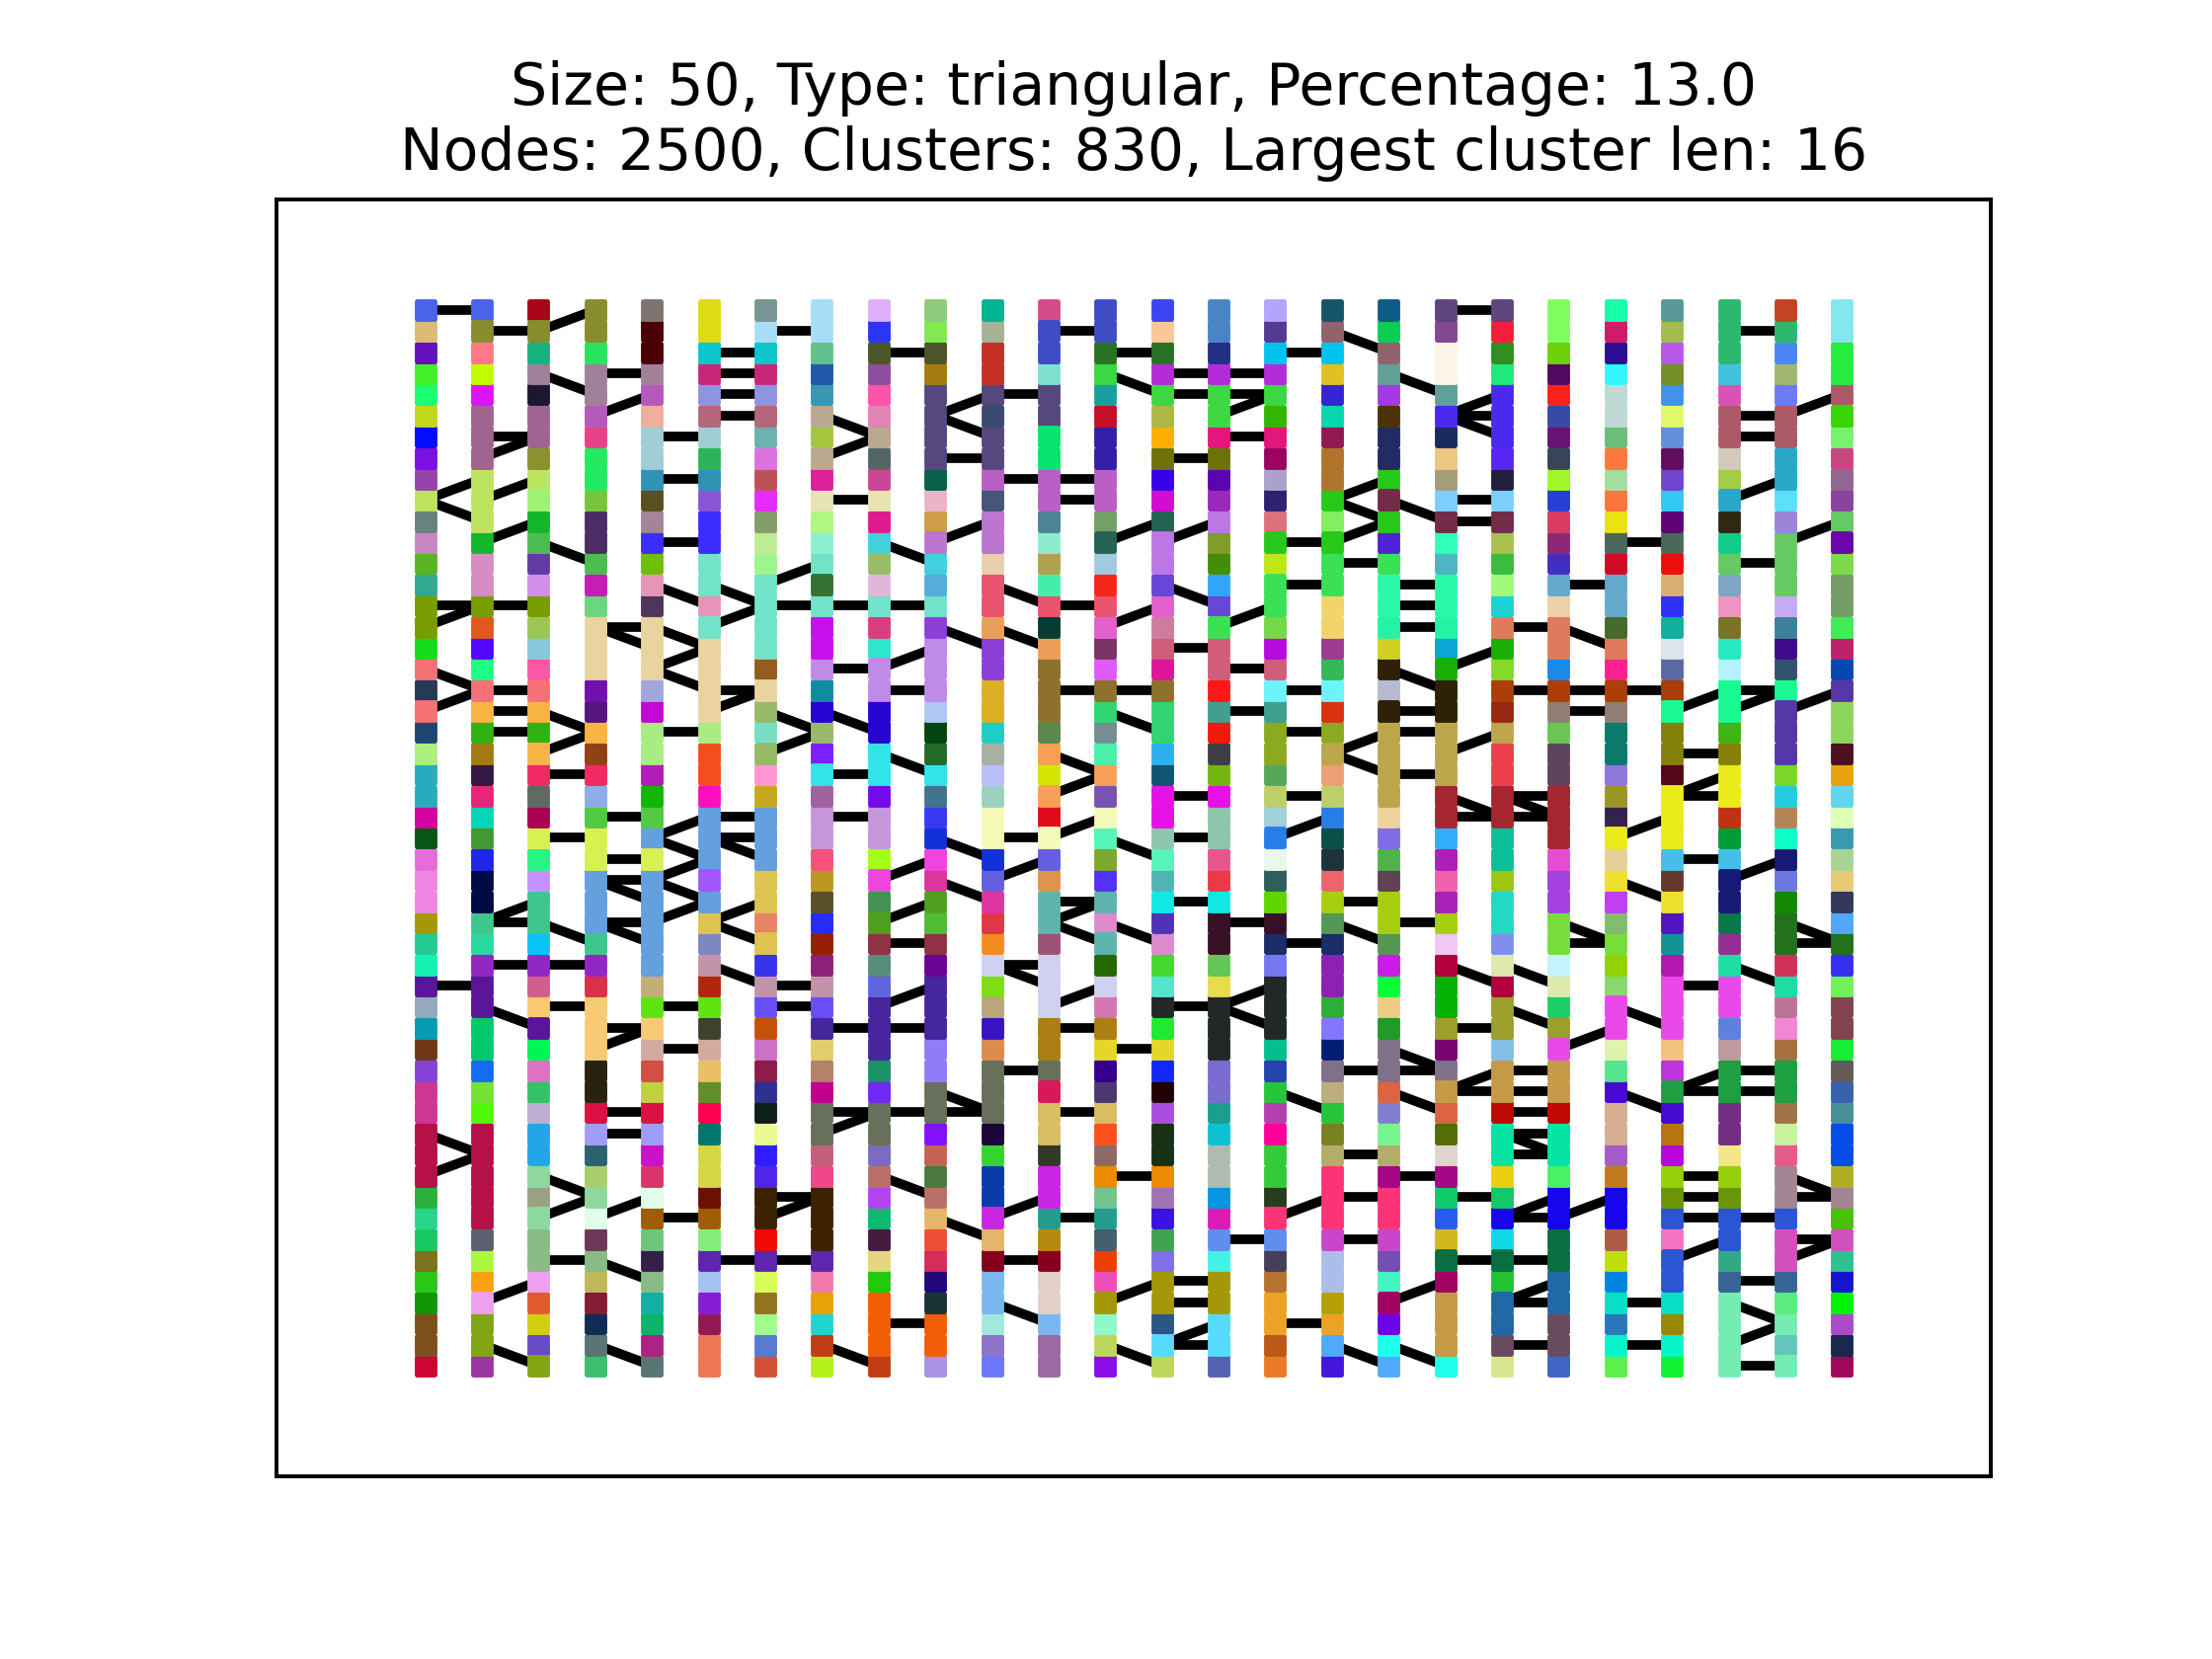 Size: 50, Type: triangular, Percentage: 13.0
Nodes: 2500, Clusters: 830, Largest cluster len: 16